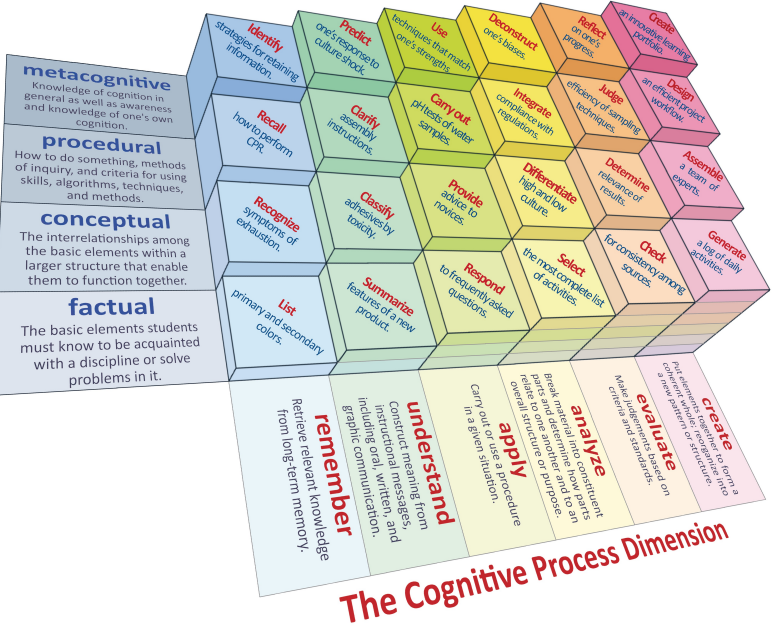 metacognitive
Knowledge of cognition in
general as well as awareness
and knowledge of one's own
cognition.
procedural
How to do something, methods
of inquiry, and criteria for using
skills, algorithms, techniques,
and methods.
conceptual
The interrelationships among
the basic elements within a
larger structure that enable
them to function together.
factual
The basic elements students
must know to be acquainted
with a discipline or solve
problems in it.
Identify
strategies for retaining
information.
Predict
one's response to
culture shock.
Use
techniques that match
one's strengths.
Deconstruct
one's biases.
Reflect
on one's
progress.
Create
an innovative learning
portfolio.
Recall
how to perform
CPR.
Clarify
assembly
instructions.
Carry out
pH tests of water
samples.
Integrate
compliance with
regulations.
Judge
efficiency of sampling
techniques.
Design
an efficient project
workflow.
Recognize
symptoms of
exhaustion.
Classify
adhesives by
toxicity.
Provide
advice to
novices.
Differentiate
high and low
culture.
Determine
relevance of
results.
Assemble
a team of
experts.
List
primary and secondary
colors.
Summarize
features of a new
product.
Respond
to frequently asked
questions.
Select
the most complete list
of activities.
Check
for consistency among
sources.
Generate
a log of daily
activities.
remember
Retrieve relevant knowledge
from long-term memory.
understand
Construct meaning from
instructional messages,
including oral, written, and
graphic communication.
apply
Carry out or use a procedure
in a given situation.
analyze
Break material into constituent
parts and determine how parts
relate to one another and to an
overall structure or purpose.
evaluate
Make judgements based on
criteria and standards.
create
Put elements together to form a
coherent whole; reorganize into
a new pattern or structure.
The Cognitive Process Dimension